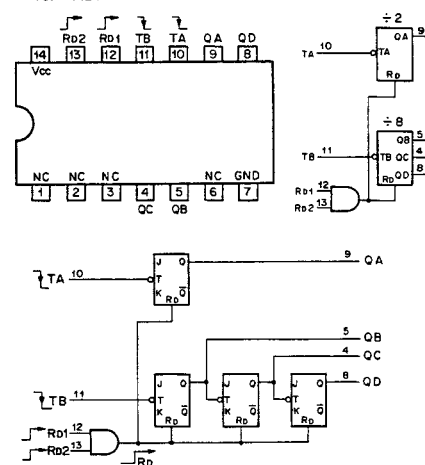 RD2 RD1 TB TA QA QD
14 13 12 11 10 9 8
Vcc
NC NC NC NC GND
1 2 3 4 5 6 7
QC QB
÷2
TA 10 TA QA 9
RD
÷8
TB 11 TB QB 5
QC 4
RD QD 8
RD1 12
RD2 13
TA 10 J Q 9 QA
T
K RD Q
5 QB
4 QC
TB 11 J Q J Q J Q 8 QD
T T T
K Q K Q K Q
RD RD RD
RD1 12
RD2 13
RD